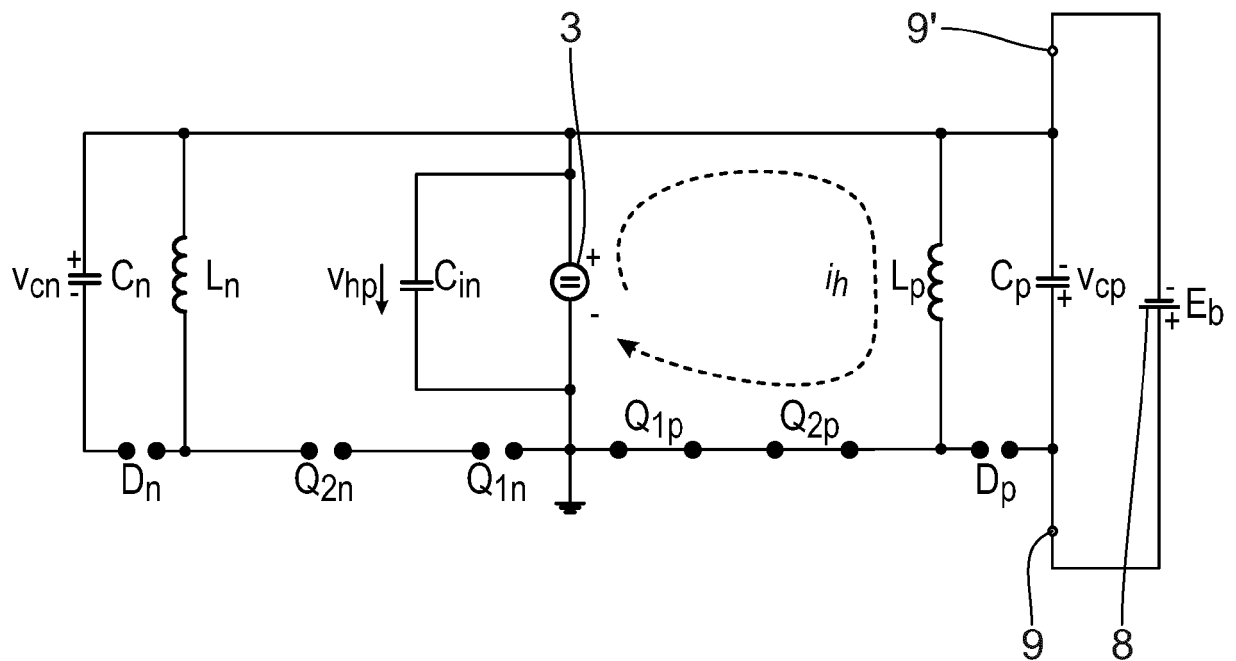 3
9'
+
-
v_cn
C_n
L_n
v_hp
C_in
+
-
i_h
L_p
C_p
-
+
v_cp
-
+
E_b
D_n
Q_2n
Q_1n
Q_1p
Q_2p
D_p
9
8